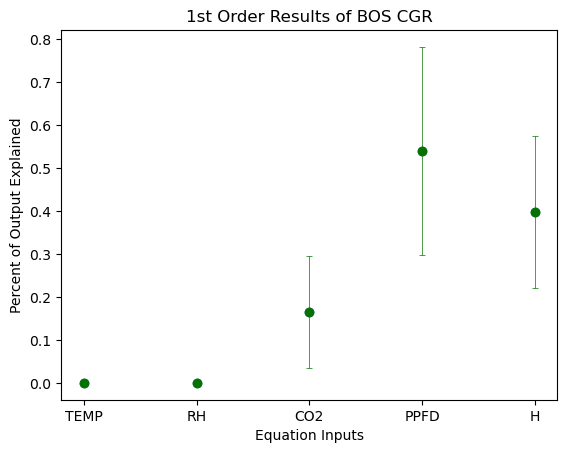 1st Order Results of BOS CGR
Percent of Output Explained
0.8
0.7
0.6
0.5
0.4
0.3
0.2
0.1
0.0
TEMP RH CO2 PPFD H
Equation Inputs